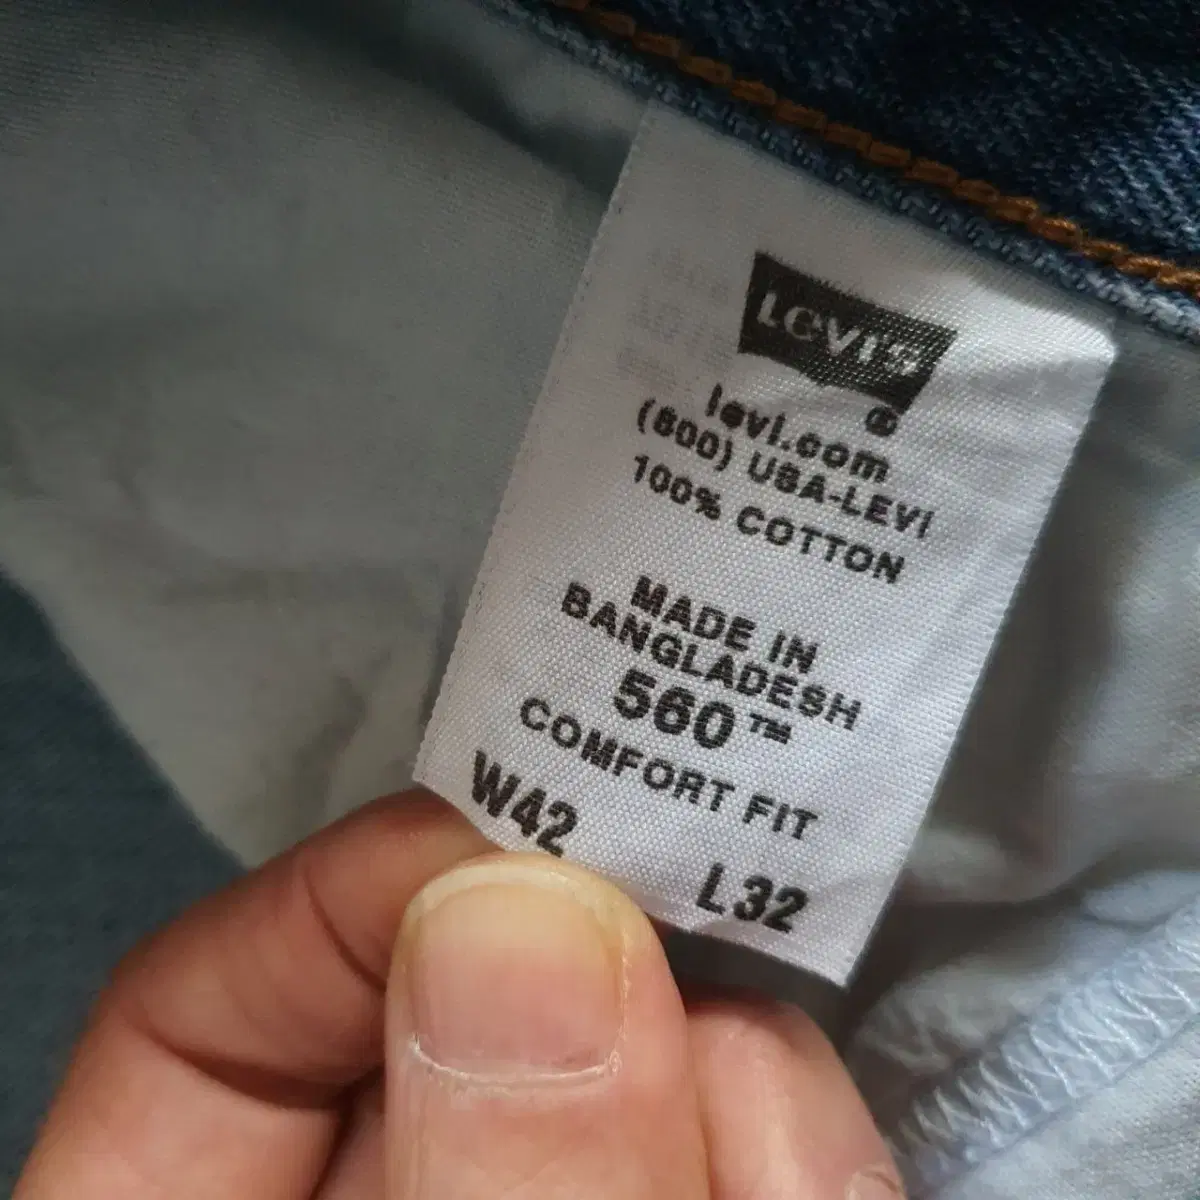 Levi's
®
levi.com
(800) USA-LEVI
100% COTTON
MADE IN
BANGLADESH
560™
COMFORT FIT
W42 L32